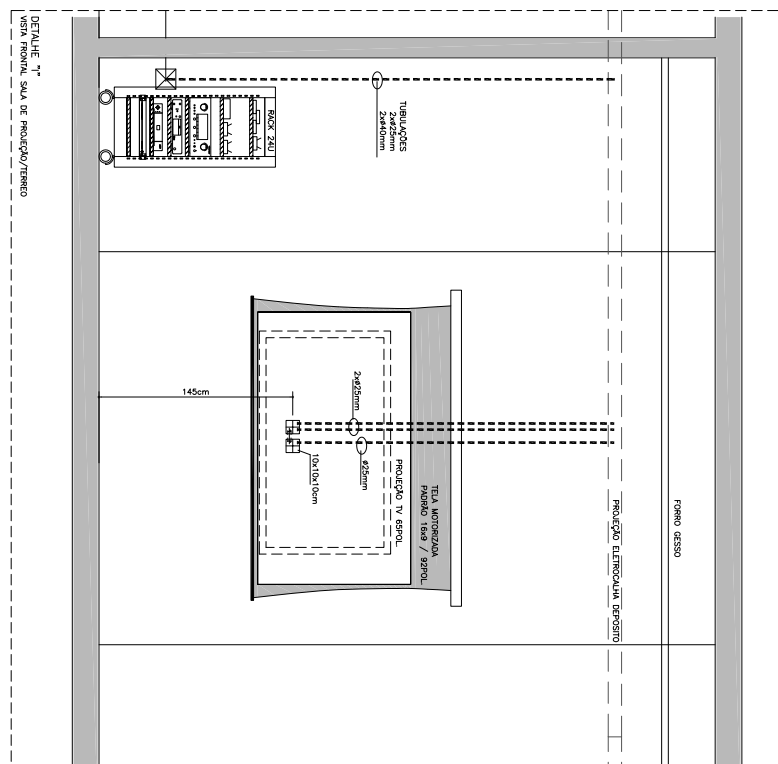 DETALHE "I"
VISTA FRONTAL SALA DE PROJEÇÃO/TERREO
RACK 24U
TUBULAÇÕES
2xø25mm
2xø40mm
FORRO GESSO
PROJEÇÃO ELETROCALHA DEPOSITO
TELA MOTORIZADA
PADRÃO 16x9 / 92POL.
PROJEÇÃO TV 65POL.
2xø25mm
ø25mm
10x10x10cm
145cm